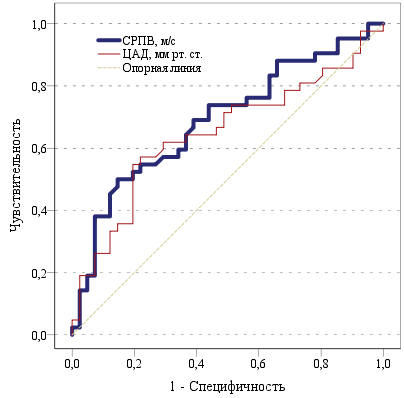 СРПВ, м/с
ЦАД, мм рт. ст.
Опорная линия
Чувствительность
1,0
0,8
0,6
0,4
0,2
0,0
0,0 0,2 0,4 0,6 0,8 1,0
1 - Специфичность